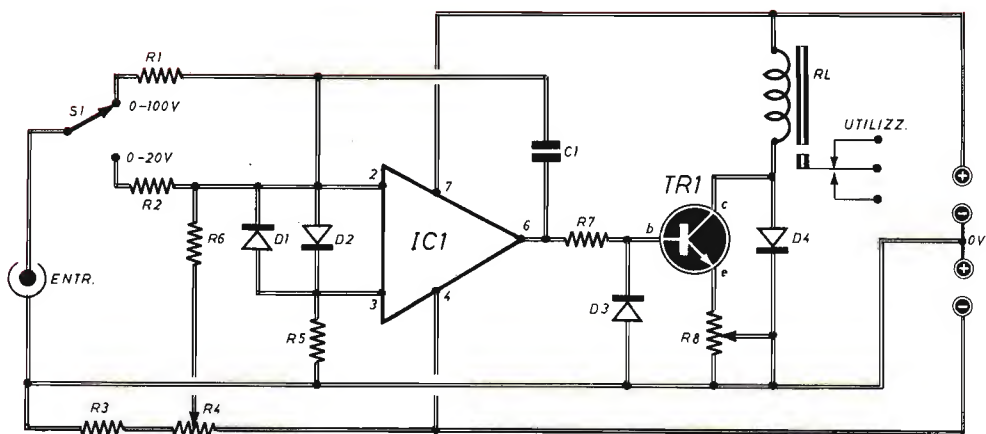 R1
RL
S1
0-100V
UTILIZZ.
0-20V
R2
C1
2
7
TR1
c
R6
D1
D2
IC1
6
R7
b
D4
0V
ENTR.
3
4
e
D3
R5
R8
R3
R4
+
-
+
-